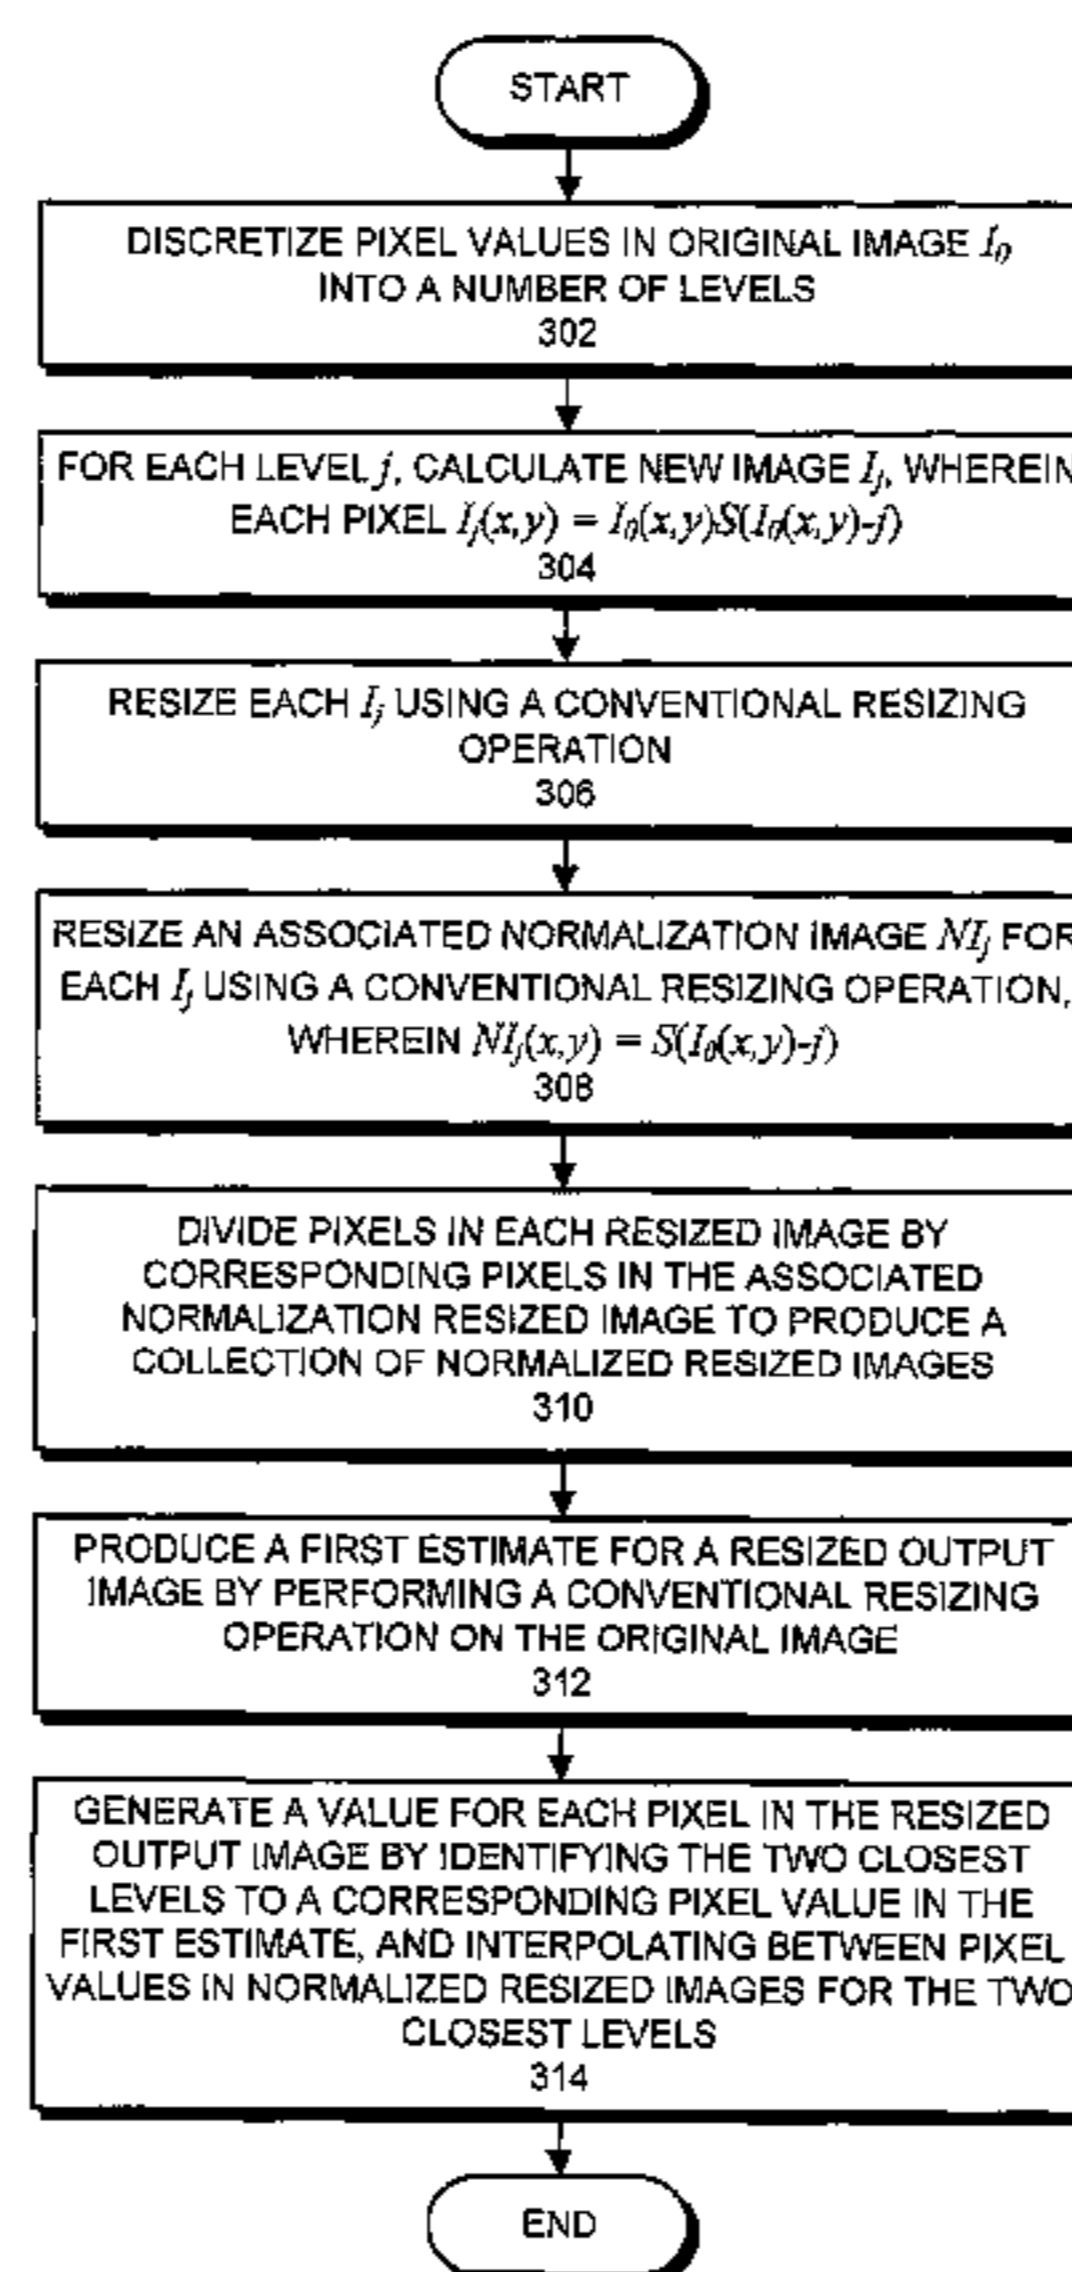 START
DISCRETIZE PIXEL VALUES IN ORIGINAL IMAGE I₀
INTO A NUMBER OF LEVELS
302
FOR EACH LEVEL j, CALCULATE NEW IMAGE Iⱼ, WHEREIN
EACH PIXEL Iⱼ(x,y) = I₀(x,y)S(I₀(x,y)-j)
304
RESIZE EACH Iⱼ USING A CONVENTIONAL RESIZING
OPERATION
306
RESIZE AN ASSOCIATED NORMALIZATION IMAGE NIⱼ FOR
EACH Iⱼ USING A CONVENTIONAL RESIZING OPERATION,
WHEREIN NIⱼ(x,y) = S(I₀(x,y)-j)
308
DIVIDE PIXELS IN EACH RESIZED IMAGE BY
CORRESPONDING PIXELS IN THE ASSOCIATED
NORMALIZATION RESIZED IMAGE TO PRODUCE A
COLLECTION OF NORMALIZED RESIZED IMAGES
310
PRODUCE A FIRST ESTIMATE FOR A RESIZED OUTPUT
IMAGE BY PERFORMING A CONVENTIONAL RESIZING
OPERATION ON THE ORIGINAL IMAGE
312
GENERATE A VALUE FOR EACH PIXEL IN THE RESIZED
OUTPUT IMAGE BY IDENTIFYING THE TWO CLOSEST
LEVELS TO A CORRESPONDING PIXEL VALUE IN THE
FIRST ESTIMATE, AND INTERPOLATING BETWEEN PIXEL
VALUES IN NORMALIZED RESIZED IMAGES FOR THE TWO
CLOSEST LEVELS
314
END